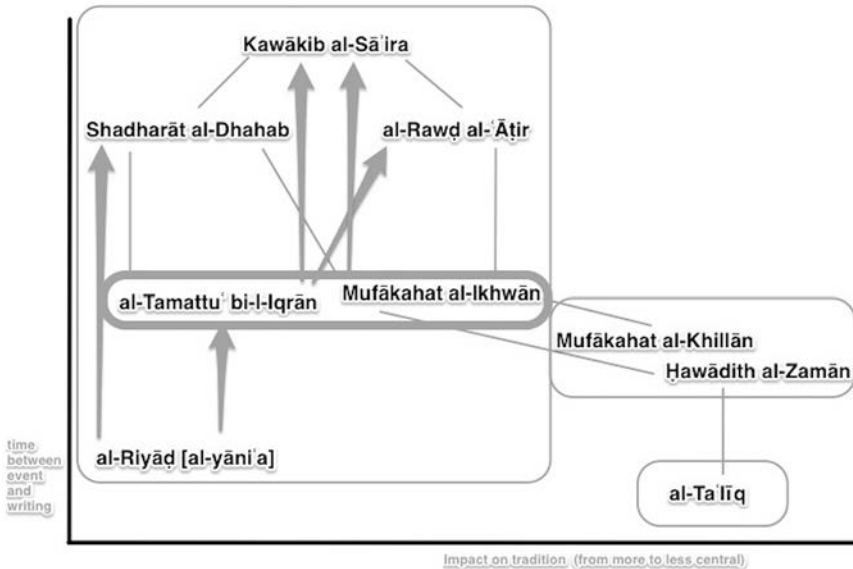 Kawākib al-Sāʾira
Shadharāt al-Dhahab
al-Rawḍ al-ʿĀṭir
al-Tamattuʿ bi-l-Iqrān
Mufākahat al-Ikhwān
Mufākahat al-Khillān
Ḥawādith al-Zamān
al-Riyāḍ [al-yāniʿa]
al-Taʿlīq
time
between
event
and
writing
Impact on tradition (from more to less central)